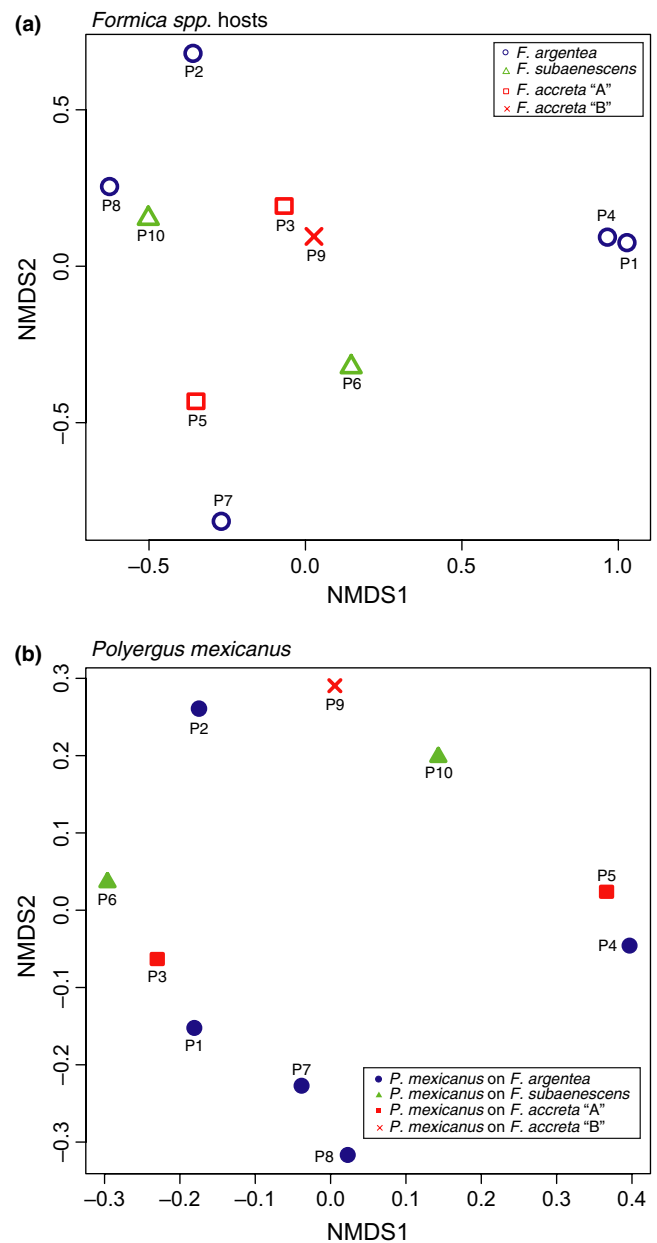 (a) Formica spp. hosts
F. argentea
F. subaenescens
F. accreta “A”
F. accreta “B”
P2
P8
P10
P3
P9
P4
P1
P6
P5
P7
NMDS2
0.5
0.0
–0.5
–0.5 0.0 0.5 1.0
NMDS1
(b) Polyergus mexicanus
P2
P9
P10
P6
P3
P5
P4
P1
P7
P8
NMDS2
0.3
0.2
0.1
0.0
–0.1
–0.2
–0.3
P. mexicanus on F. argentea
P. mexicanus on F. subaenescens
P. mexicanus on F. accreta “A”
P. mexicanus on F. accreta “B”
–0.3 –0.2 –0.1 0.0 0.1 0.2 0.3 0.4
NMDS1